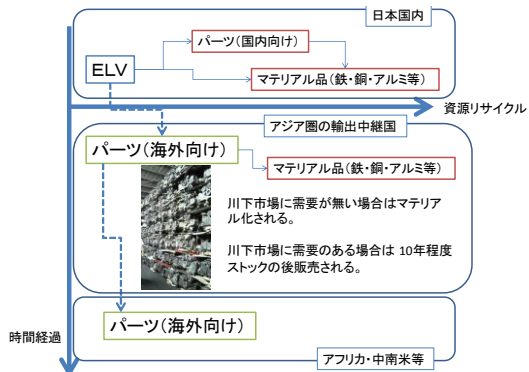 日本国内
パーツ(国内向け)
ELV
マテリアル品(鉄・銅・アルミ等)
資源リサイクル
アジア圏の輸出中継国
パーツ(海外向け)
マテリアル品(鉄・銅・アルミ等)
川下市場に需要が無い場合はマテリア
ル化される。
川下市場に需要のある場合は 10年程度
ストックの後販売される。
パーツ(海外向け)
時間経過
アフリカ・中南米等